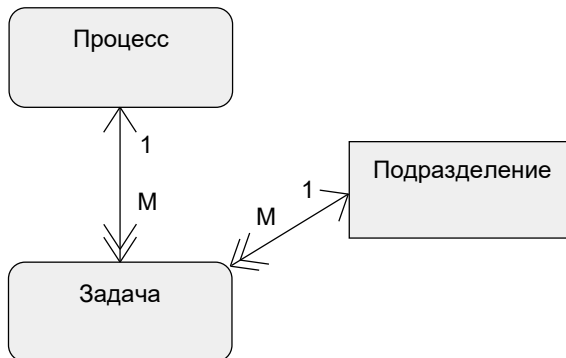 Процесс
1
М
Подразделение
1
М
Задача